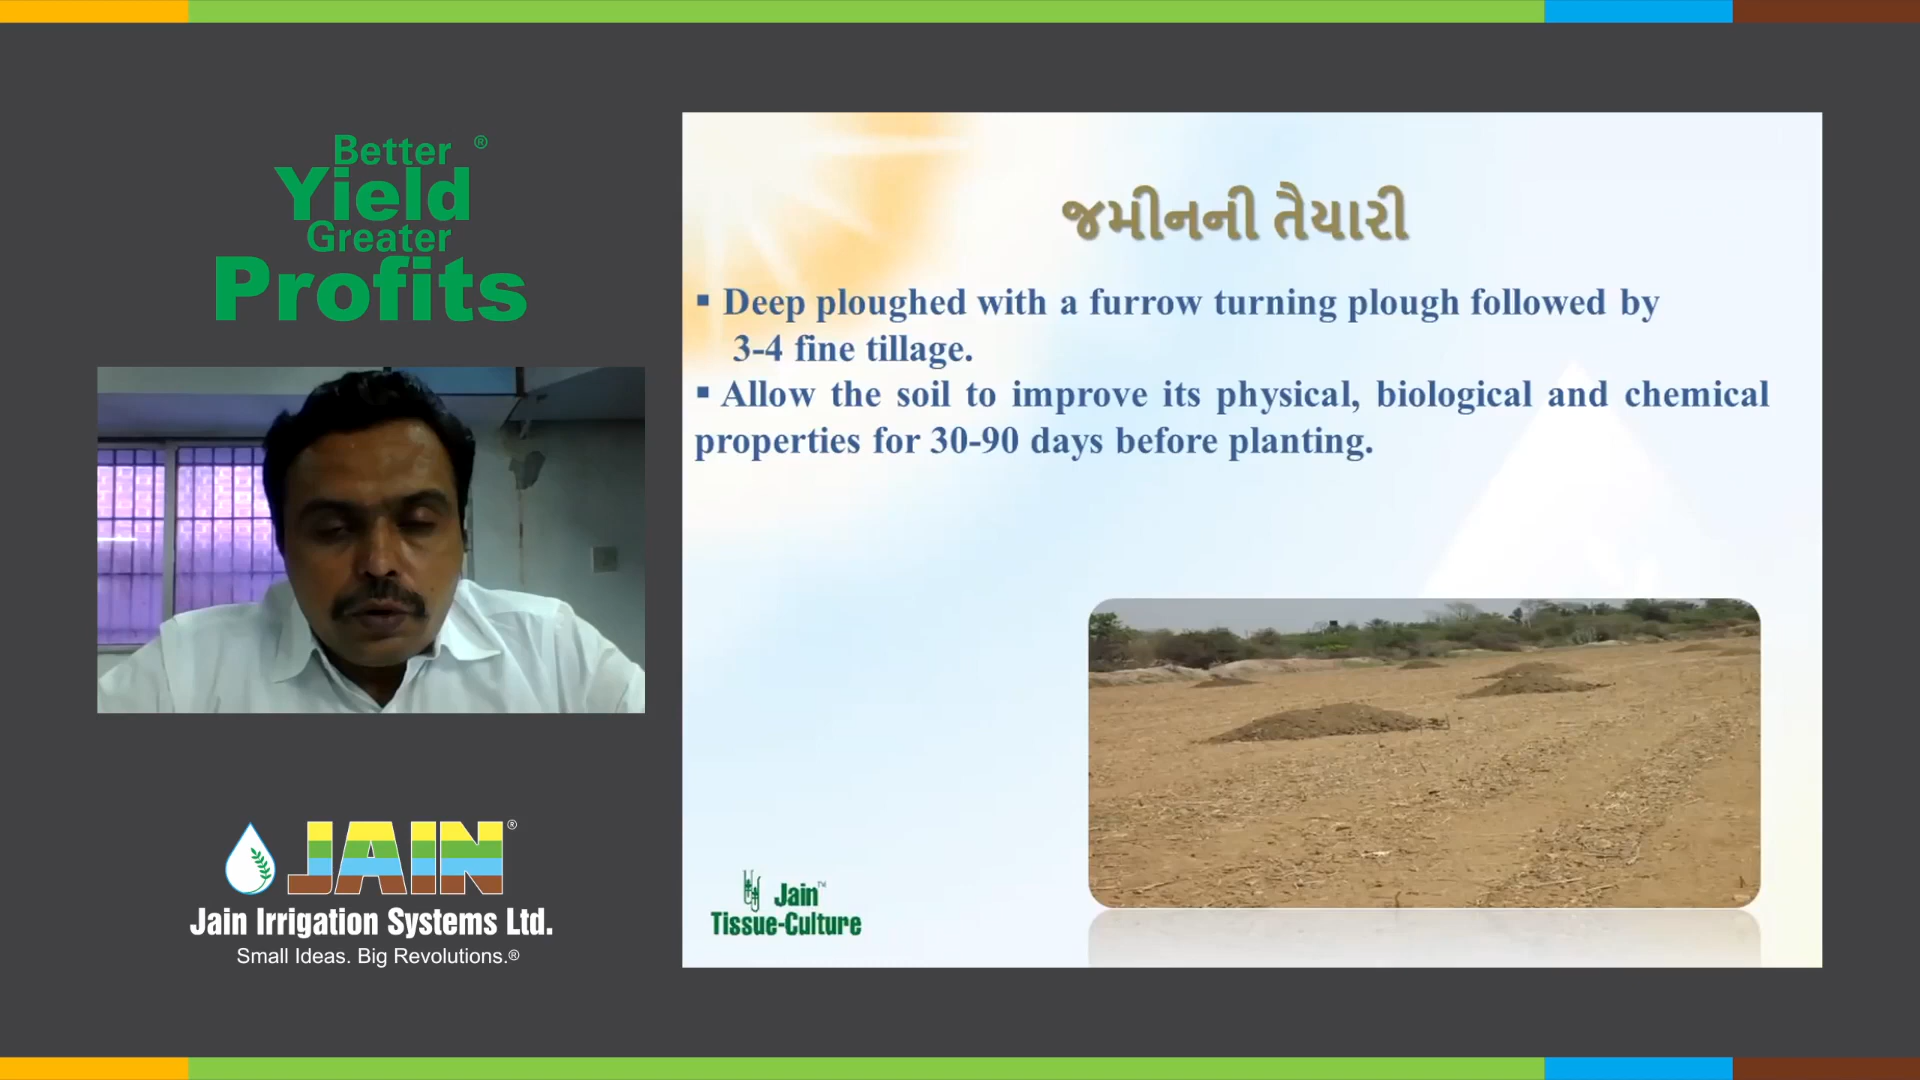 Better ®
Yield
Greater
Profits
JAIN®
Jain Irrigation Systems Ltd.
Small Ideas. Big Revolutions.®
જમીનની તૈયારી
▪ Deep ploughed with a furrow turning plough followed by
3-4 fine tillage.
▪ Allow the soil to improve its physical, biological and chemical
properties for 30-90 days before planting.
Jain™
Tissue-Culture